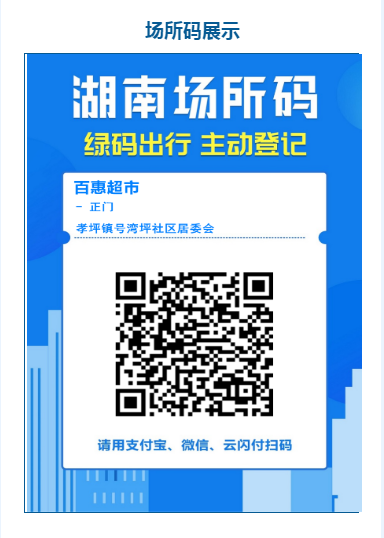 场所码展示
湖南场所码
绿码出行 主动登记
百惠超市
- 正门
孝坪镇号湾坪社区居委会
请用支付宝、微信、云闪付扫码